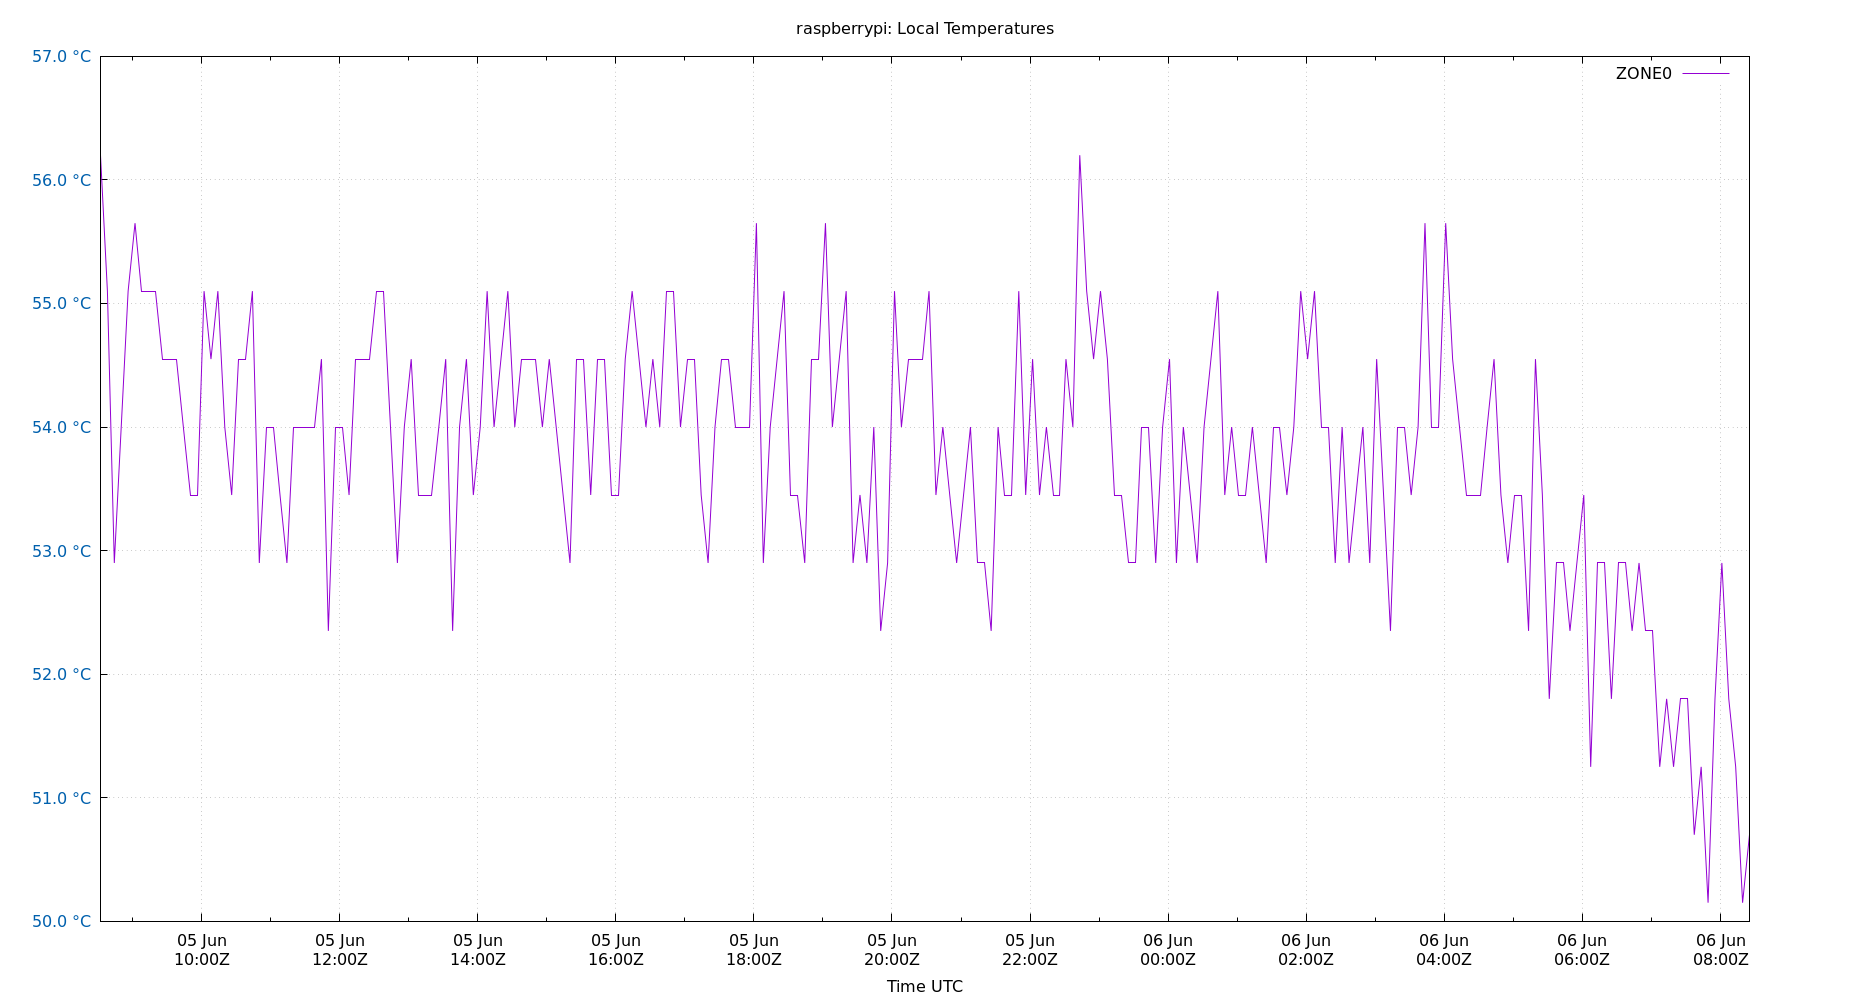 raspberrypi: Local Temperatures
57.0 °C
ZONE0
56.0 °C
55.0 °C
54.0 °C
53.0 °C
52.0 °C
51.0 °C
50.0 °C
05 Jun 05 Jun 05 Jun 05 Jun 05 Jun 05 Jun 05 Jun 06 Jun 06 Jun 06 Jun 06 Jun 06 Jun
10:00Z 12:00Z 14:00Z 16:00Z 18:00Z 20:00Z 22:00Z 00:00Z 02:00Z 04:00Z 06:00Z 08:00Z
Time UTC